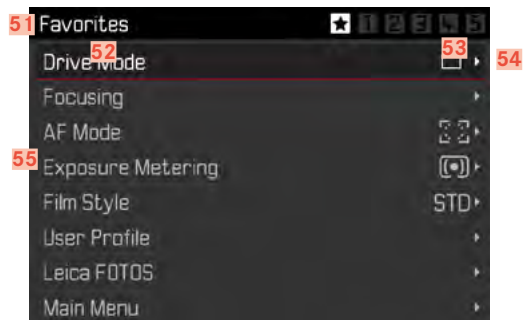 51 Favorites ★ 1 2 3 4 5
52 53 54
Drive Mode
Focusing
AF Mode
55
Exposure Metering
Film Style STD
User Profile
Leica FOTOS
Main Menu